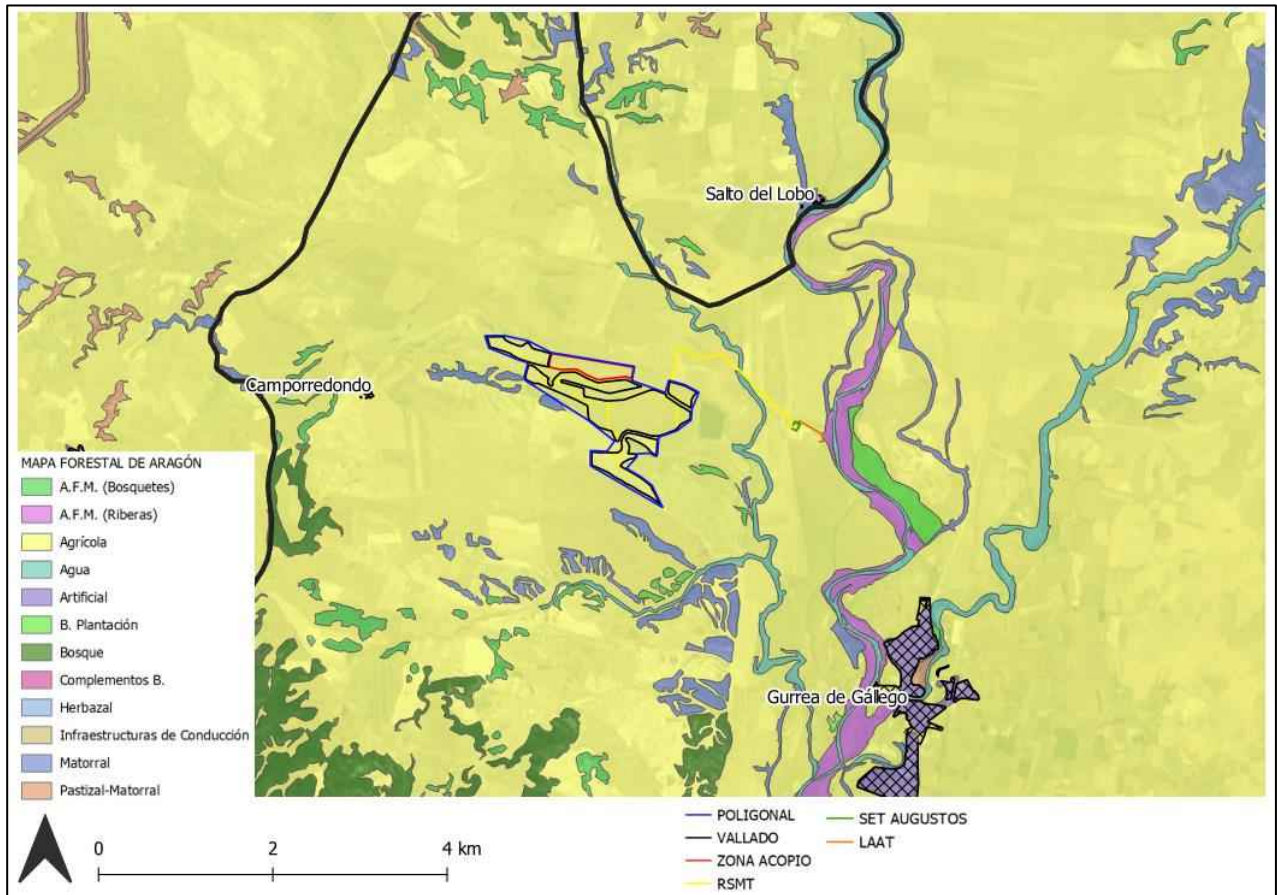 Salto del Lobo
Camporredondo
Gurrea de Gállego
MAPA FORESTAL DE ARAGÓN
A.F.M. (Bosquetes)
A.F.M. (Riberas)
Agrícola
Agua
Artificial
B. Plantación
Bosque
Complementos B.
Herbazal
Infraestructuras de Conducción
Matorral
Pastizal-Matorral
0 2 4 km
POLIGONAL
VALLADO
ZONA ACOPIO
RSMT
SET AUGUSTOS
LAAT